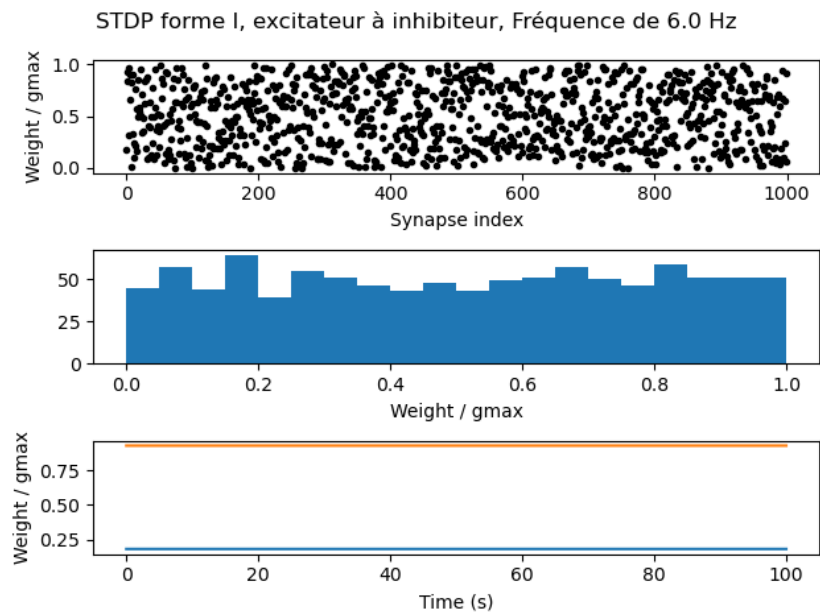 STDP forme I, excitateur à inhibiteur, Fréquence de 6.0 Hz
Weight / gmax
1.0
0.5
0.0
0 200 400 600 800 1000
Synapse index
50
25
0
0.0 0.2 0.4 0.6 0.8 1.0
Weight / gmax
Weight / gmax
0.75
0.50
0.25
0 20 40 60 80 100
Time (s)